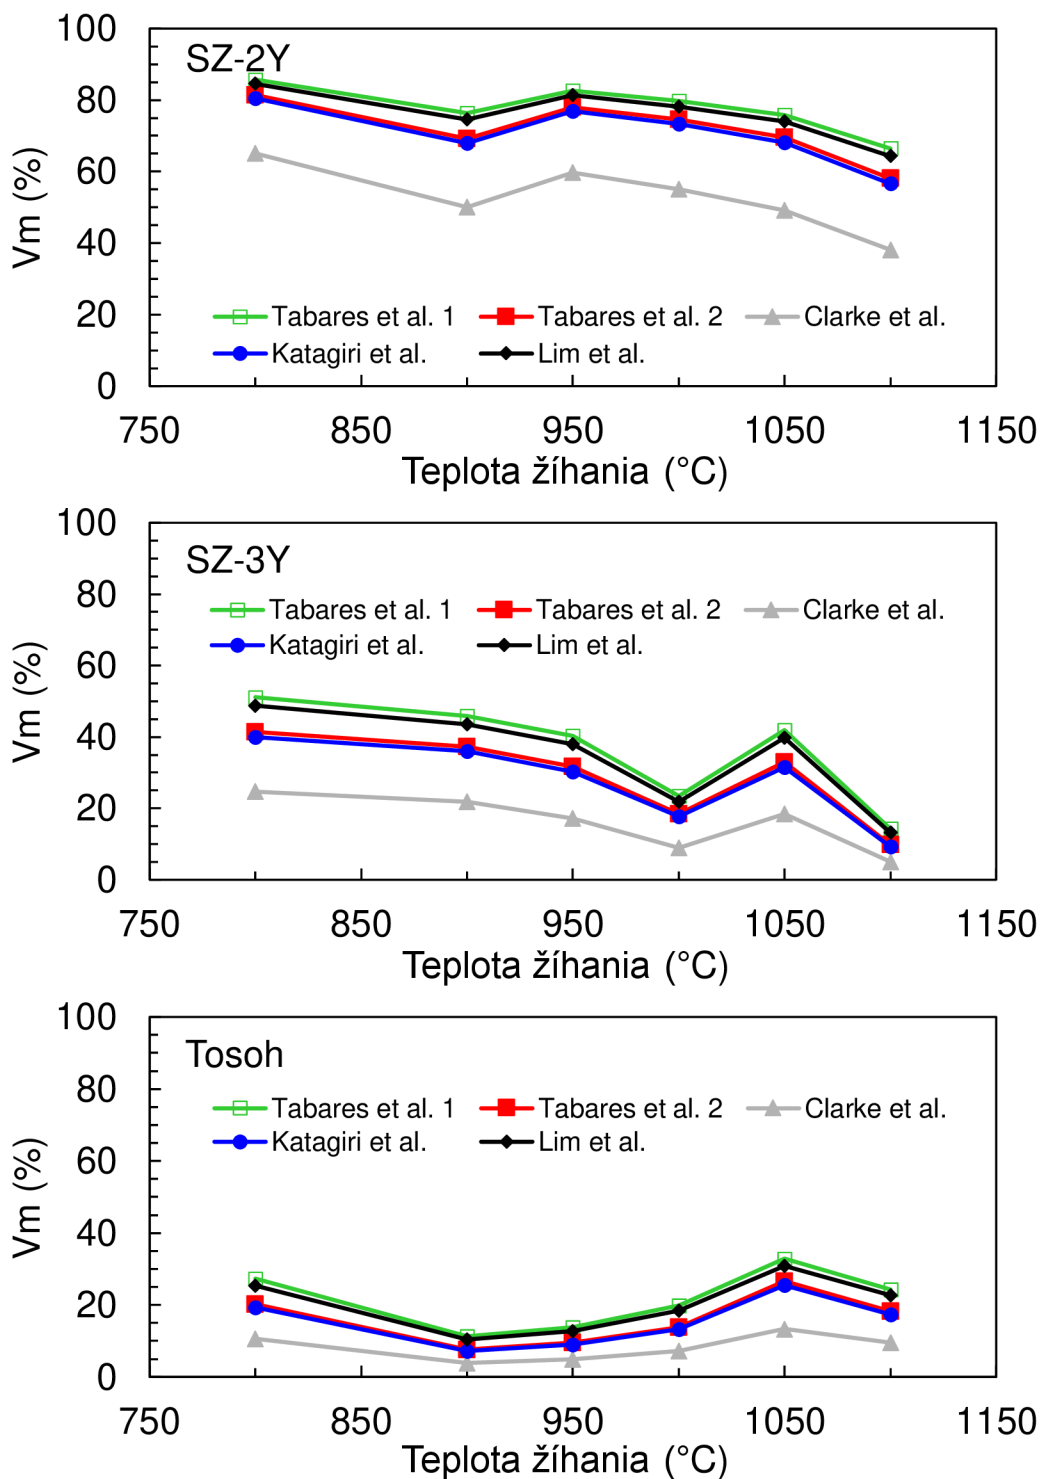 100
SZ-2Y
80
60
Vm (%)
40
20
Tabares et al. 1 Tabares et al. 2 Clarke et al.
Katagiri et al. Lim et al.
0
750 850 950 1050 1150
Teplota žíhania (°C)
100
SZ-3Y
80
Tabares et al. 1 Tabares et al. 2 Clarke et al.
Katagiri et al. Lim et al.
60
Vm (%)
40
20
0
750 850 950 1050 1150
Teplota žíhania (°C)
100
Tosoh
80
Tabares et al. 1 Tabares et al. 2 Clarke et al.
Katagiri et al. Lim et al.
60
Vm (%)
40
20
0
750 850 950 1050 1150
Teplota žíhania (°C)